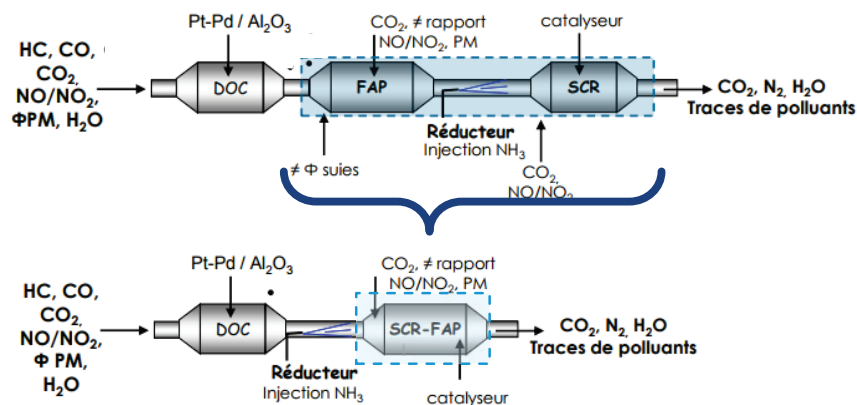 Pt-Pd / Al2O3
CO2, ≠ rapport
NO/NO2, PM
catalyseur
HC, CO,
CO2,
NO/NO2,
ΦPM, H2O
DOC
FAP
SCR
CO2, N2, H2O
Traces de polluants
Réducteur
Injection NH3
≠ Φ suies
CO2,
NO/NO2
Pt-Pd / Al2O3
CO2, ≠ rapport
NO/NO2, PM
HC, CO,
CO2,
NO/NO2,
Φ PM,
H2O
DOC
SCR-FAP
CO2, N2, H2O
Traces de polluants
Réducteur
Injection NH3
catalyseur